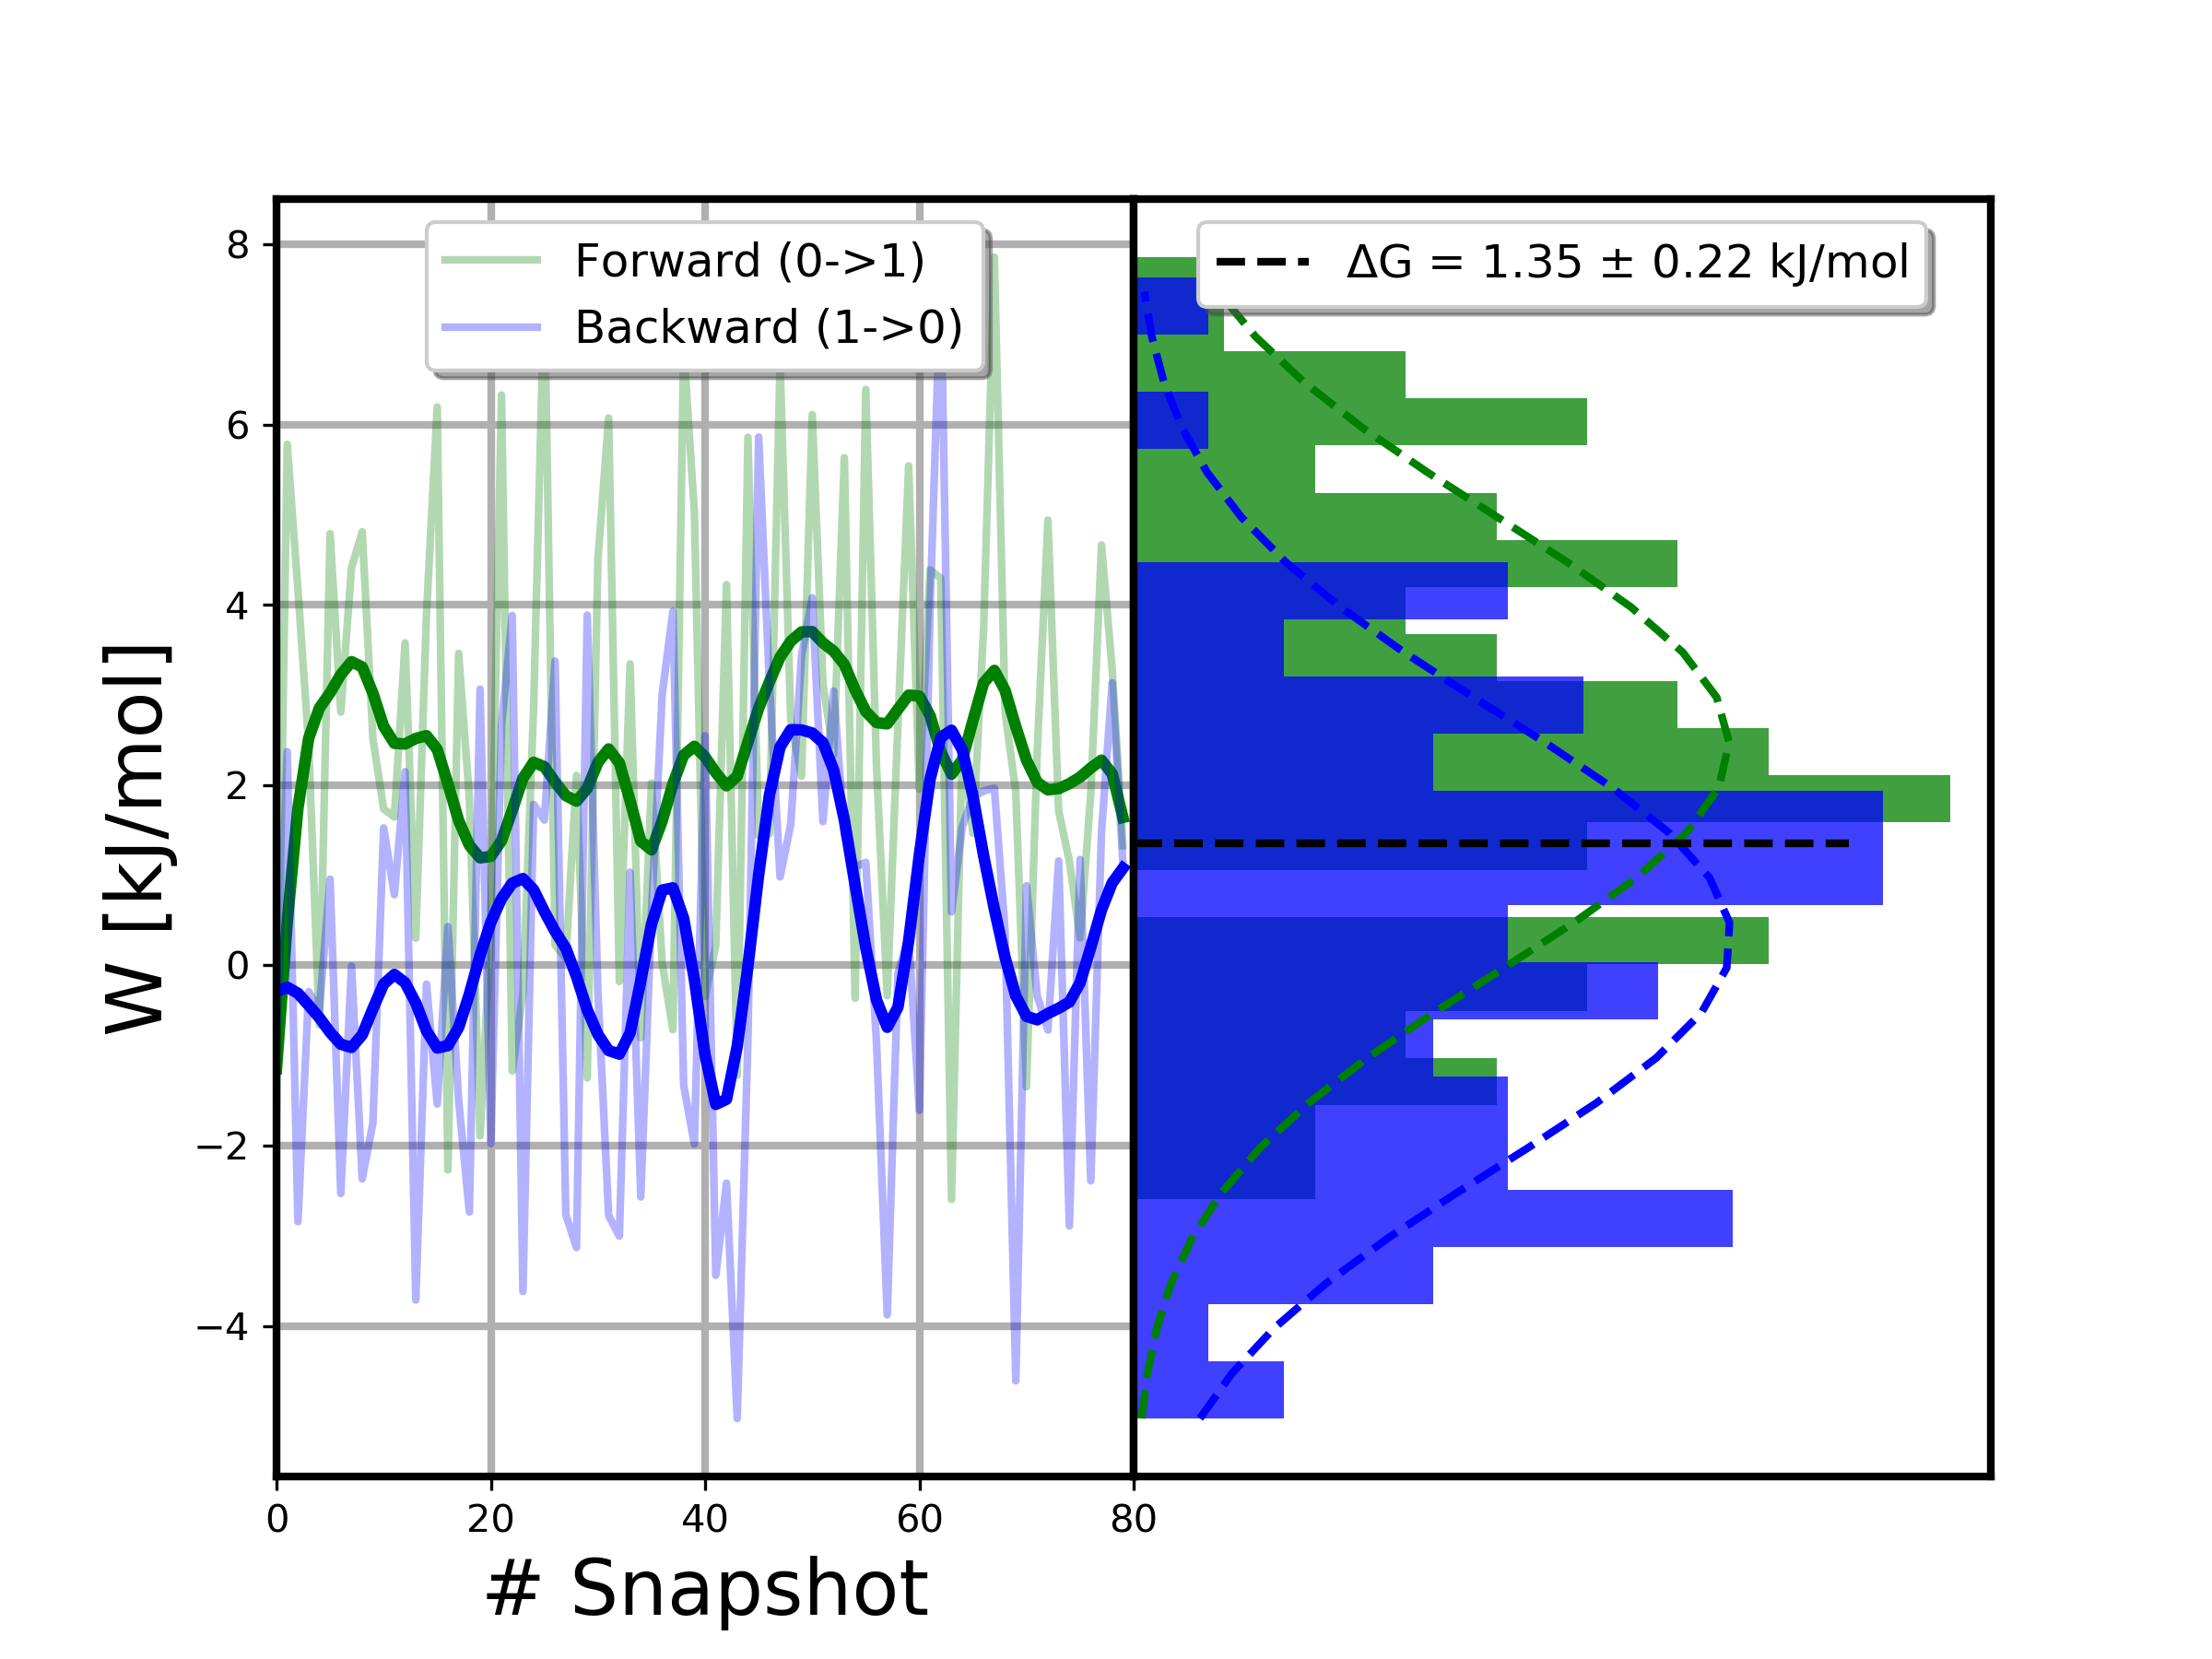 Forward (0->1)
Backward (1->0)
ΔG = 1.35 ± 0.22 kJ/mol
W [kJ/mol]
8
6
4
2
0
−2
−4
0 20 40 60 80
# Snapshot